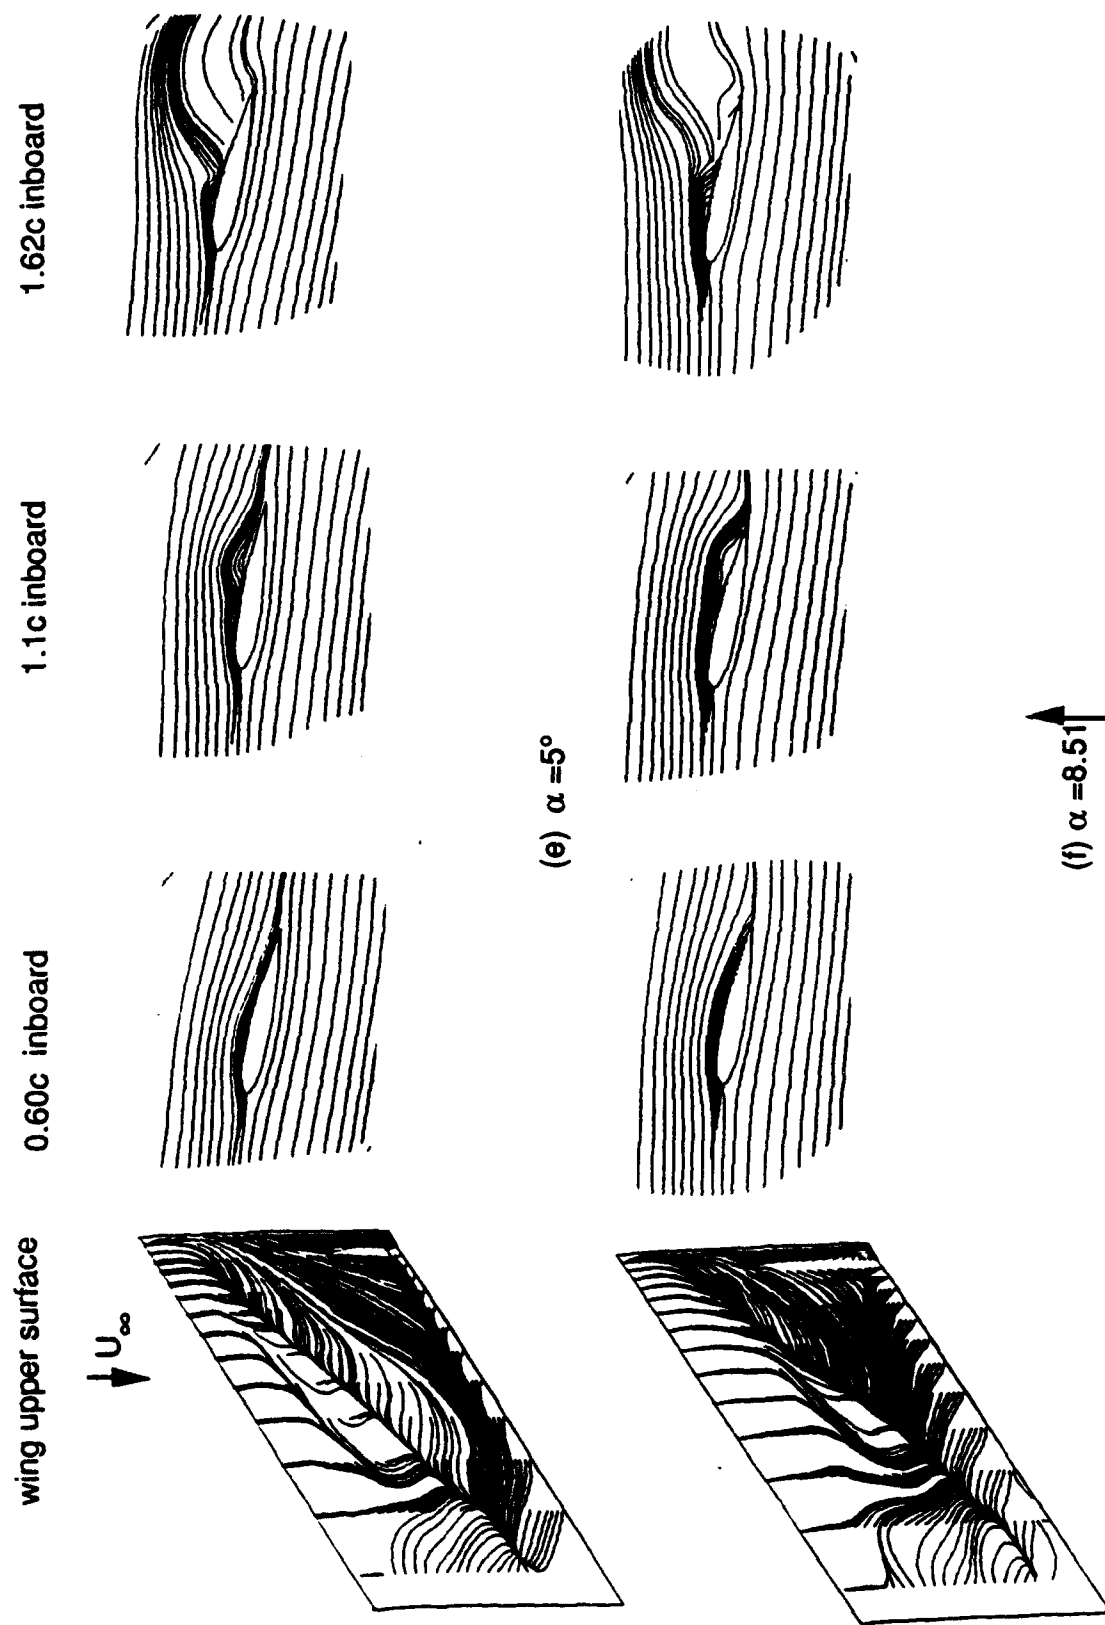 wing upper surface
0.60c inboard
1.1c inboard
1.62c inboard
U∞
(e) α =5°
(f) α =8.51